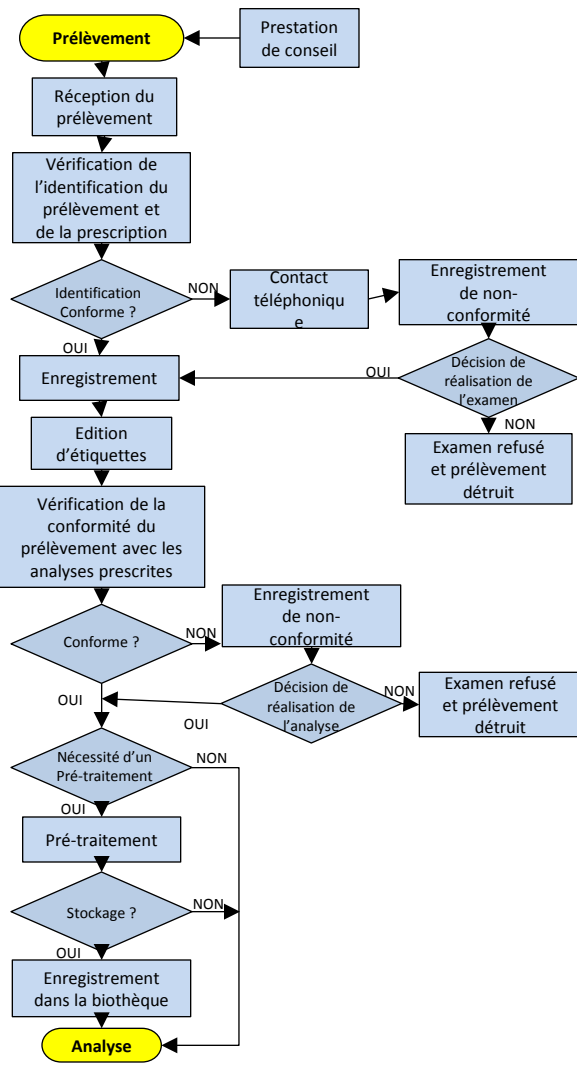 Prélèvement
Prestation
de conseil
Réception du
prélèvement
Vérification de
l'identification du
prélèvement et
de la prescription
Identification
Conforme ?
NON
Contact
téléphoniqu
e
Enregistrement
de non-
conformité
OUI
Enregistrement
OUI
Décision de
réalisation de
l'examen
NON
Edition
d'étiquettes
Examen refusé
et prélèvement
détruit
Vérification de la
conformité du
prélèvement avec les
analyses prescrites
Conforme ?
NON
Enregistrement
de non-
conformité
OUI
OUI
Décision de
réalisation de
l'analyse
NON
Examen refusé
et prélèvement
détruit
Nécessité d'un
Pré-traitement
NON
OUI
Pré-traitement
Stockage ?
NON
OUI
Enregistrement
dans la biothèque
Analyse